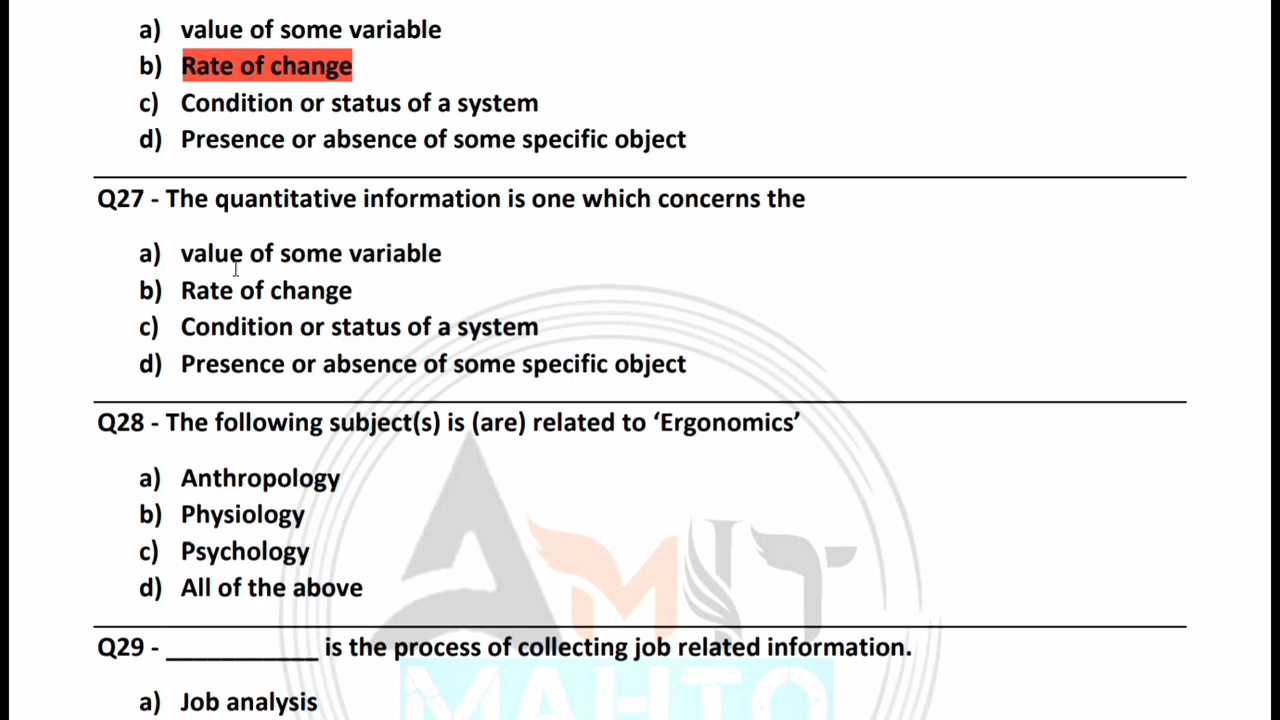 a) value of some variable
b) Rate of change
c) Condition or status of a system
d) Presence or absence of some specific object
Q27 - The quantitative information is one which concerns the
a) value of some variable
b) Rate of change
c) Condition or status of a system
d) Presence or absence of some specific object
Q28 - The following subject(s) is (are) related to ‘Ergonomics’
a) Anthropology
b) Physiology
c) Psychology
d) All of the above
Q29 - ___________ is the process of collecting job related information.
a) Job analysis
AMIT
MAHTO